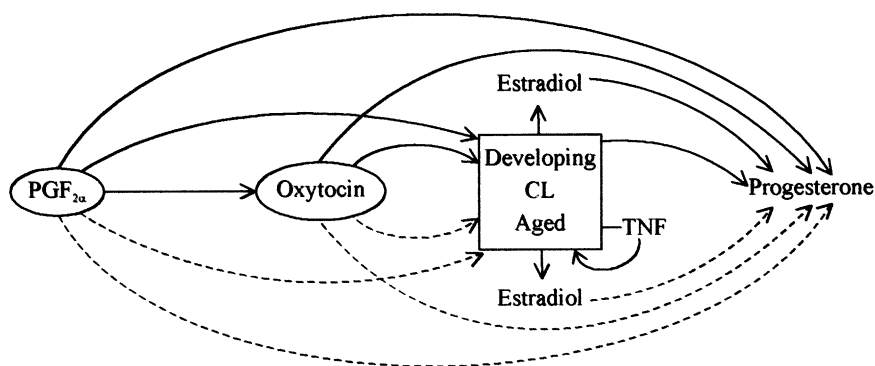 Estradiol
Developing
PGF₂α
Oxytocin
CL
Progesterone
Aged
TNF
Estradiol